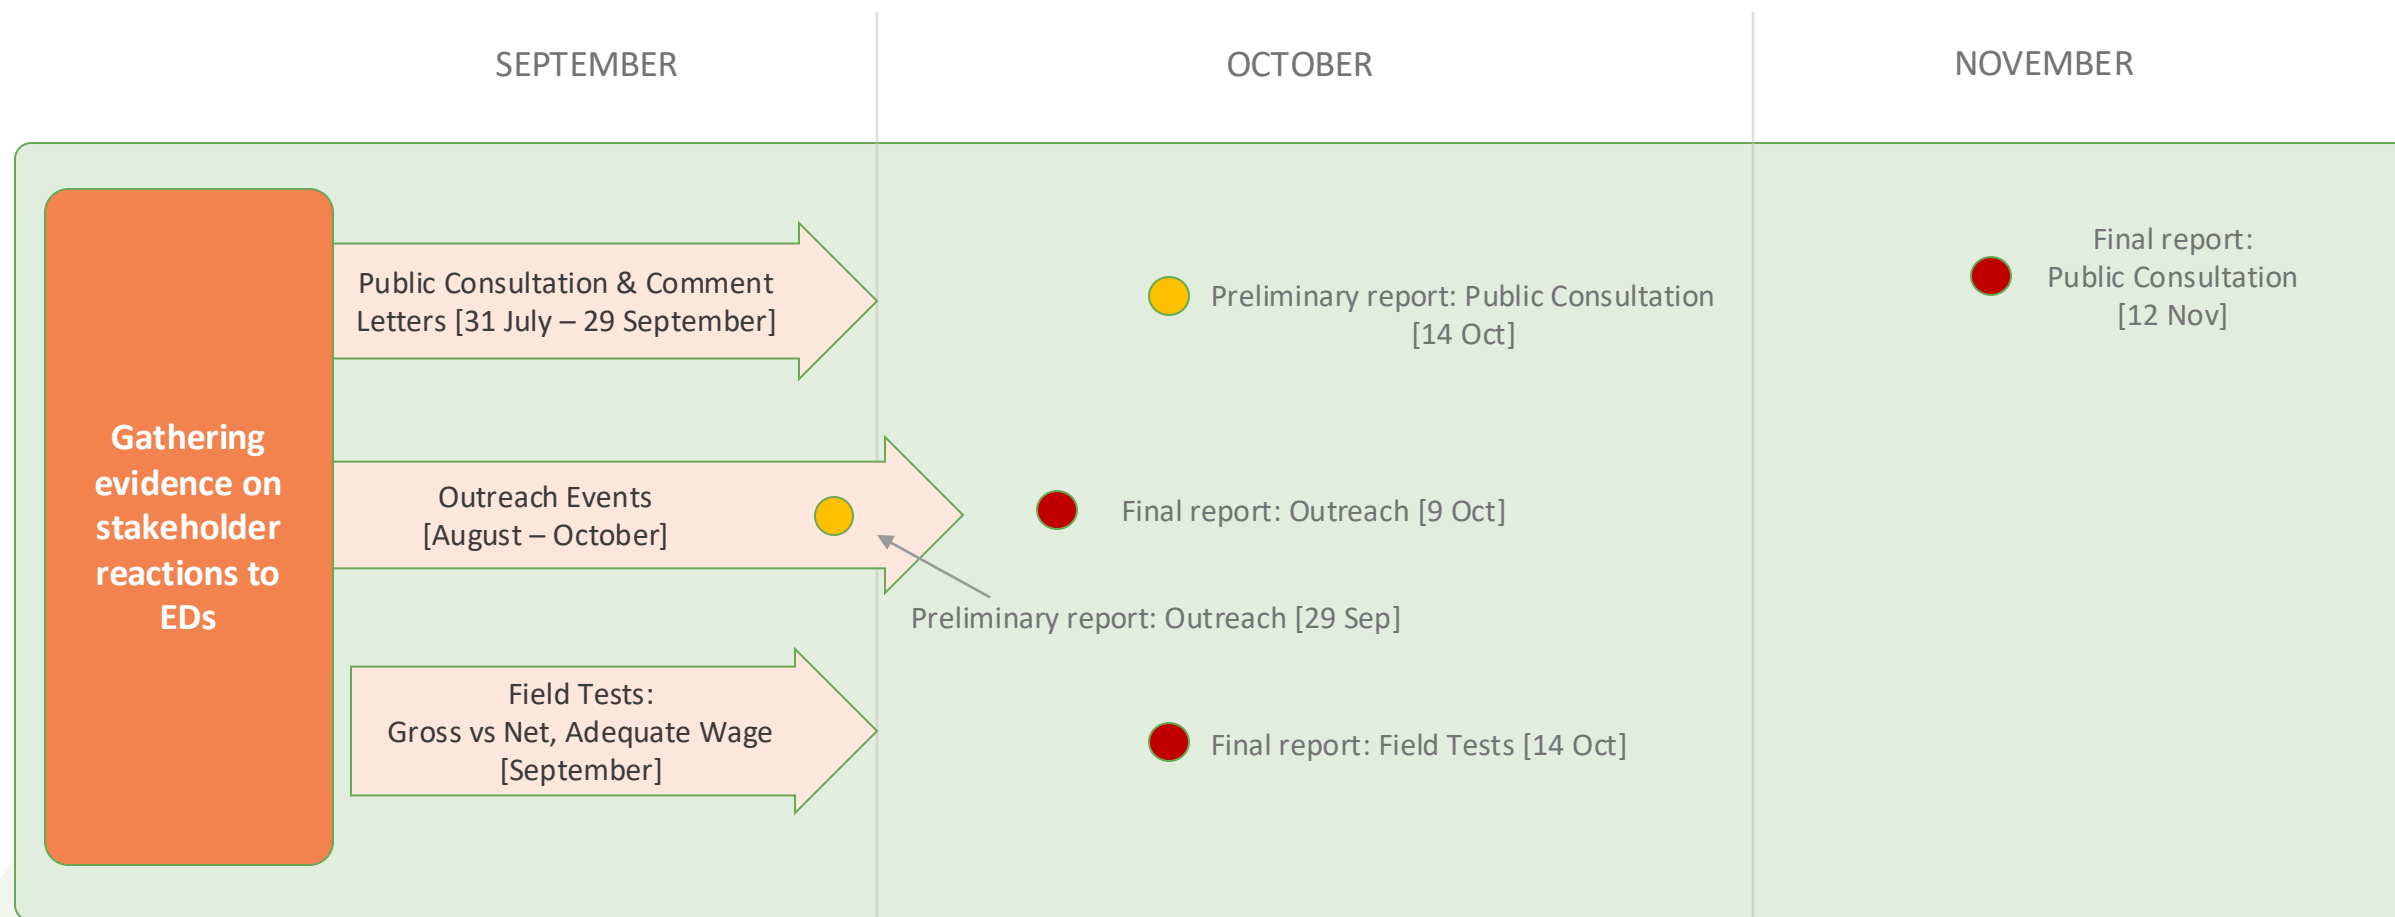 SEPTEMBER
OCTOBER
NOVEMBER
Gathering
evidence on
stakeholder
reactions to
EDs
Public Consultation & Comment
Letters [31 July – 29 September]
Preliminary report: Public Consultation
[14 Oct]
Final report:
Public Consultation
[12 Nov]
Outreach Events
[August – October]
Final report: Outreach [9 Oct]
Preliminary report: Outreach [29 Sep]
Field Tests:
Gross vs Net, Adequate Wage
[September]
Final report: Field Tests [14 Oct]